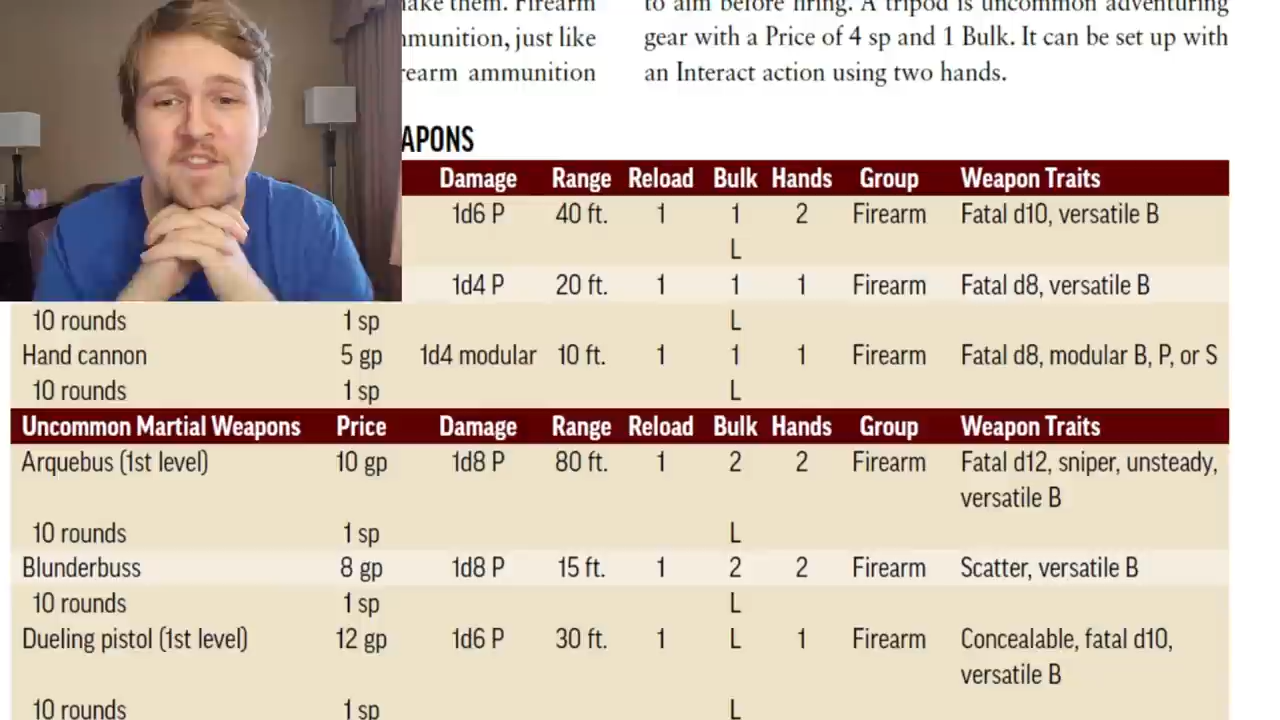 make them. Firearm
ammunition, just like
firearm ammunition
to aim before firing. A tripod is uncommon adventuring
gear with a Price of 4 sp and 1 Bulk. It can be set up with
an Interact action using two hands.
APONS
Damage Range Reload Bulk Hands Group Weapon Traits
1d6 P 40 ft. 1 1 2 Firearm Fatal d10, versatile B
L
1d4 P 20 ft. 1 1 1 Firearm Fatal d8, versatile B
10 rounds 1 sp L
Hand cannon 5 gp 1d4 modular 10 ft. 1 1 1 Firearm Fatal d8, modular B, P, or S
10 rounds 1 sp L
Uncommon Martial Weapons Price Damage Range Reload Bulk Hands Group Weapon Traits
Arquebus (1st level) 10 gp 1d8 P 80 ft. 1 2 2 Firearm Fatal d12, sniper, unsteady,
versatile B
10 rounds 1 sp L
Blunderbuss 8 gp 1d8 P 15 ft. 1 2 2 Firearm Scatter, versatile B
10 rounds 1 sp L
Dueling pistol (1st level) 12 gp 1d6 P 30 ft. 1 L 1 Firearm Concealable, fatal d10,
versatile B
10 rounds 1 sp L